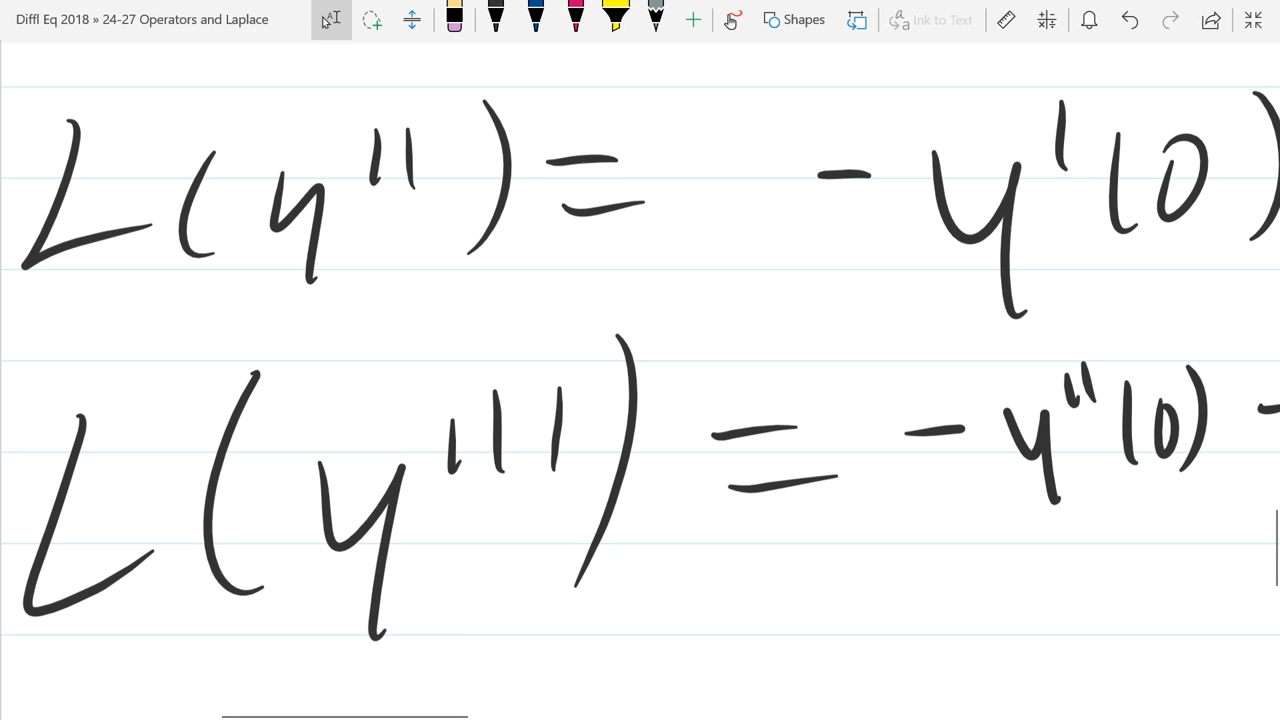 Diffl Eq 2018 » 24-27 Operators and Laplace
Shapes
Ink to Text
L(y'') = - y'(0)
L(y''') = - y''(0) -